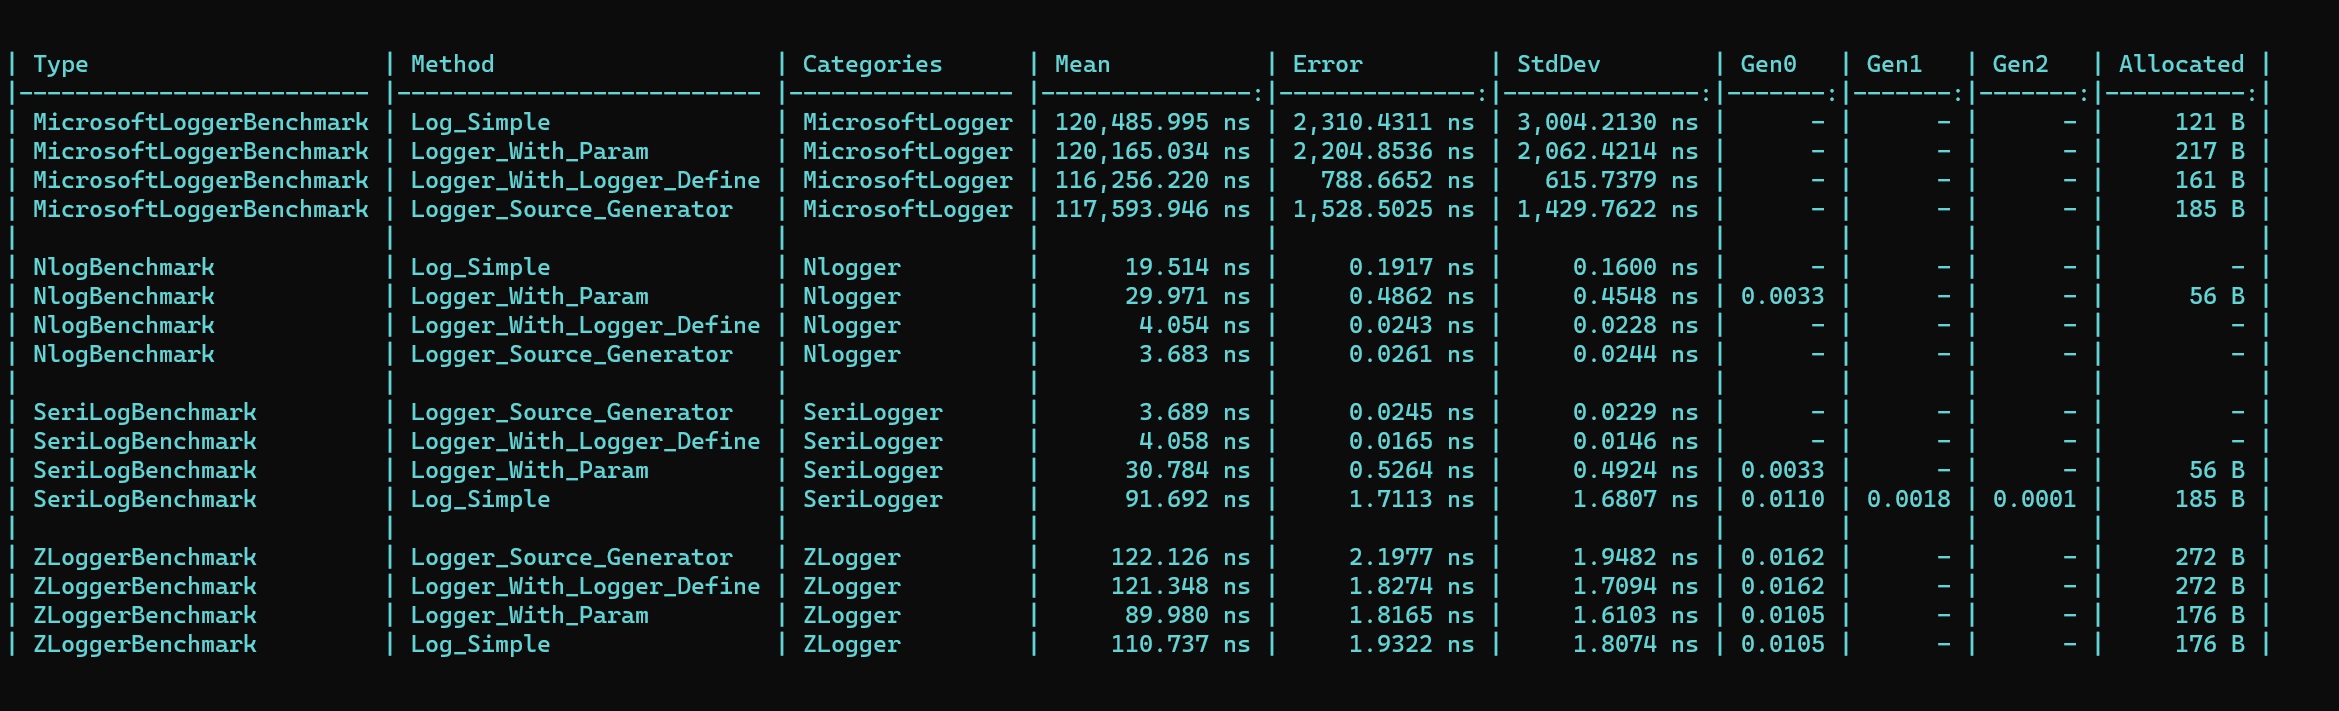 | Type                    | Method                    | Categories      | Mean          | Error         | StdDev        | Gen0   | Gen1   | Gen2   | Allocated |
|------------------------- |-------------------------- |---------------- |---------------:|--------------:|--------------:|-------:|-------:|-------:|----------:|
| MicrosoftLoggerBenchmark | Log_Simple | MicrosoftLogger | 120,485.995 ns | 2,310.4311 ns | 3,004.2130 ns | - | - | - | 121 B |
| MicrosoftLoggerBenchmark | Logger_With_Param | MicrosoftLogger | 120,165.034 ns | 2,204.8536 ns | 2,062.4214 ns | - | - | - | 217 B |
| MicrosoftLoggerBenchmark | Logger_With_Logger_Define | MicrosoftLogger | 116,256.220 ns | 788.6652 ns | 615.7379 ns | - | - | - | 161 B |
| MicrosoftLoggerBenchmark | Logger_Source_Generator | MicrosoftLogger | 117,593.946 ns | 1,528.5025 ns | 1,429.7622 ns | - | - | - | 185 B |
| | | | | | | | | | |
| NlogBenchmark | Log_Simple | Nlogger | 19.514 ns | 0.1917 ns | 0.1600 ns | - | - | - | - |
| NlogBenchmark | Logger_With_Param | Nlogger | 29.971 ns | 0.4862 ns | 0.4548 ns | 0.0033 | - | - | 56 B |
| NlogBenchmark | Logger_With_Logger_Define | Nlogger | 4.054 ns | 0.0243 ns | 0.0228 ns | - | - | - | - |
| NlogBenchmark | Logger_Source_Generator | Nlogger | 3.683 ns | 0.0261 ns | 0.0244 ns | - | - | - | - |
| | | | | | | | | | |
| SeriLogBenchmark | Logger_Source_Generator | SeriLogger | 3.689 ns | 0.0245 ns | 0.0229 ns | - | - | - | - |
| SeriLogBenchmark | Logger_With_Logger_Define | SeriLogger | 4.058 ns | 0.0165 ns | 0.0146 ns | - | - | - | - |
| SeriLogBenchmark | Logger_With_Param | SeriLogger | 30.784 ns | 0.5264 ns | 0.4924 ns | 0.0033 | - | - | 56 B |
| SeriLogBenchmark | Log_Simple | SeriLogger | 91.692 ns | 1.7113 ns | 1.6807 ns | 0.0110 | 0.0018 | 0.0001 | 185 B |
| | | | | | | | | | |
| ZLoggerBenchmark | Logger_Source_Generator | ZLogger | 122.126 ns | 2.1977 ns | 1.9482 ns | 0.0162 | - | - | 272 B |
| ZLoggerBenchmark | Logger_With_Logger_Define | ZLogger | 121.348 ns | 1.8274 ns | 1.7094 ns | 0.0162 | - | - | 272 B |
| ZLoggerBenchmark | Logger_With_Param | ZLogger | 89.980 ns | 1.8165 ns | 1.6103 ns | 0.0105 | - | - | 176 B |
| ZLoggerBenchmark | Log_Simple | ZLogger | 110.737 ns | 1.9322 ns | 1.8074 ns | 0.0105 | - | - | 176 B |